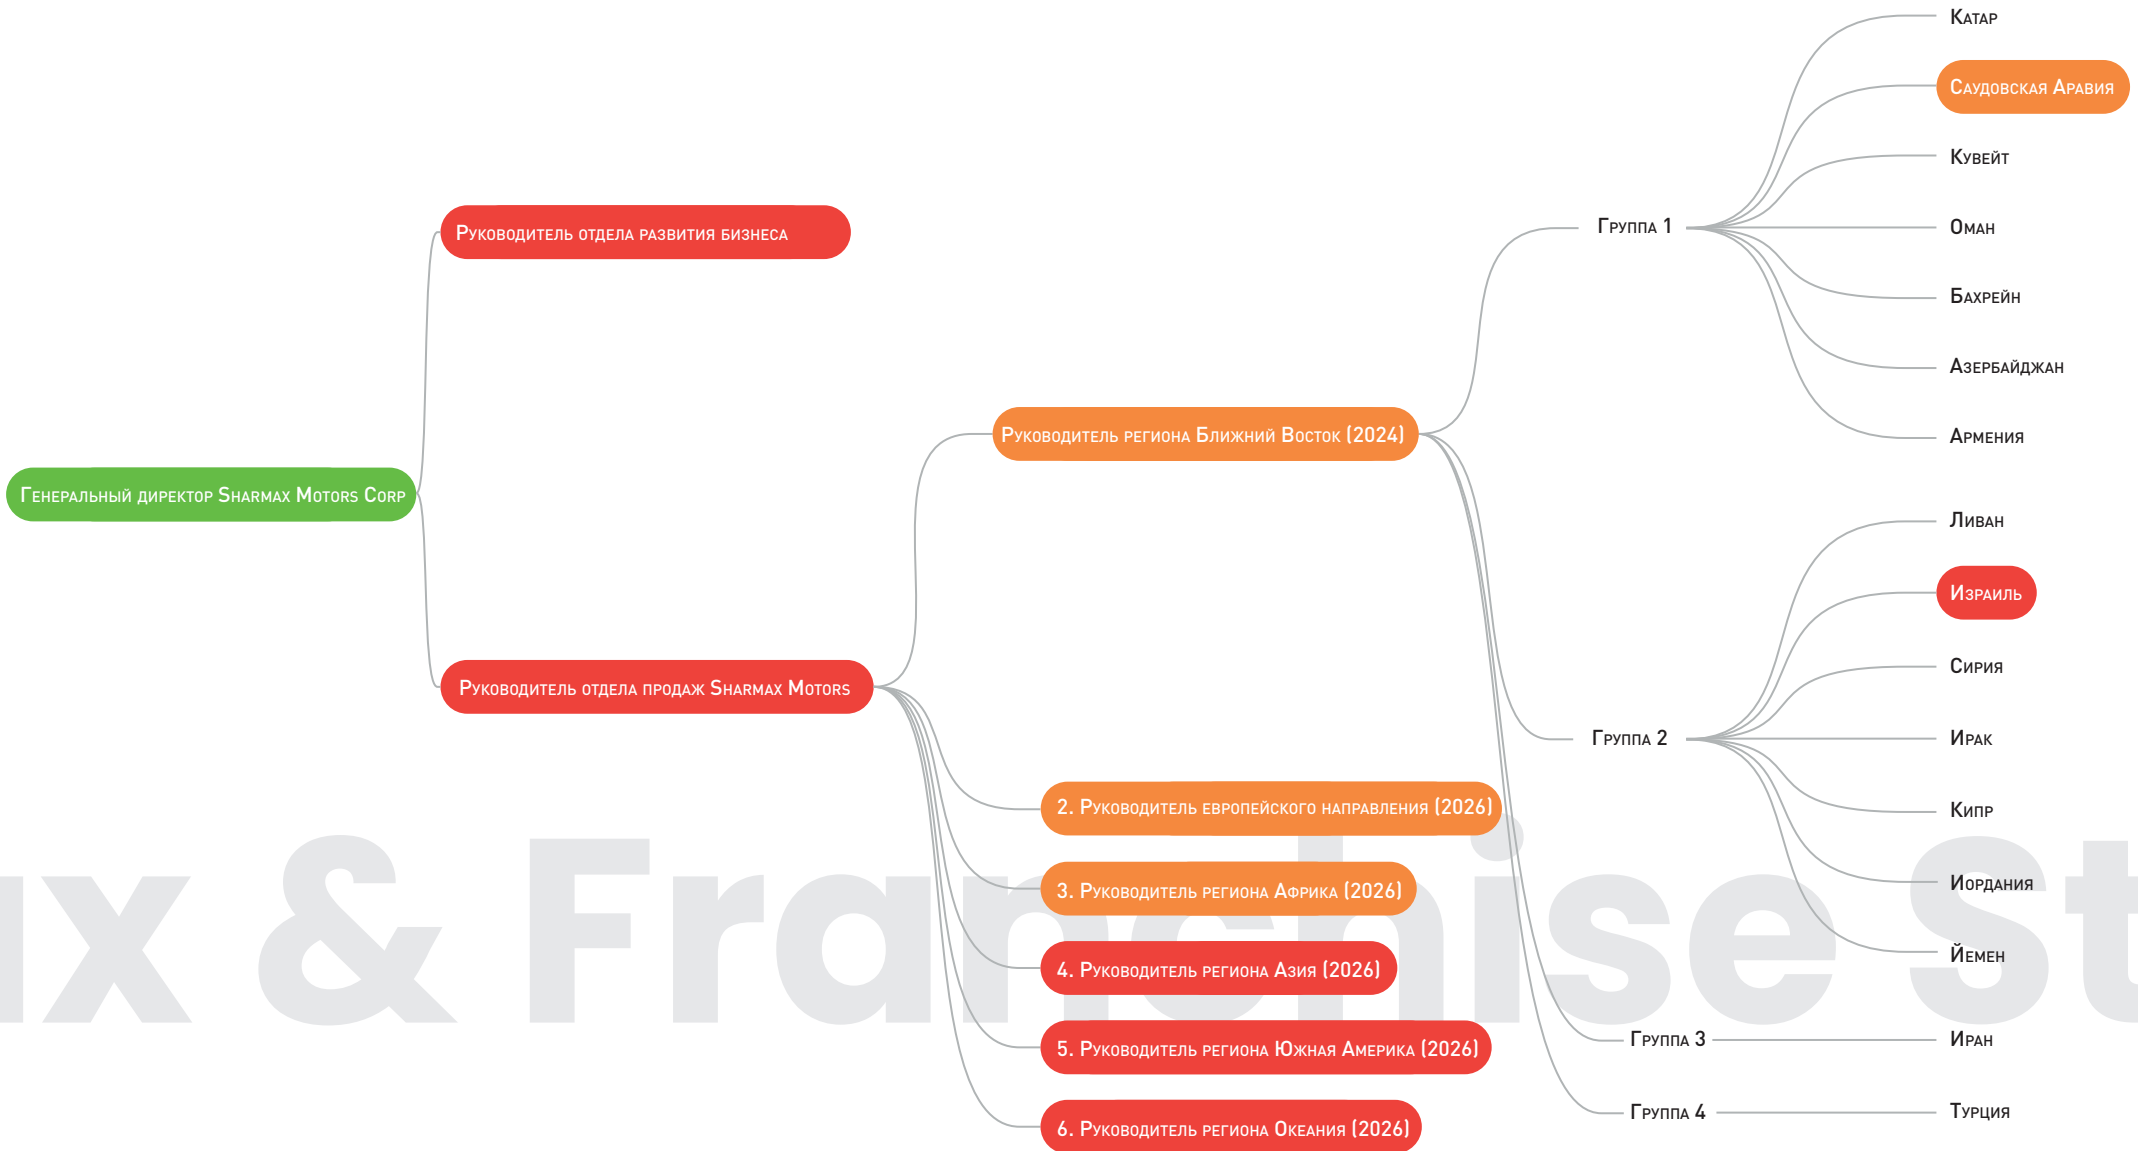 Катар
Саудовская Аравия
Кувейт
Руководитель отдела развития бизнеса
Группа 1
Оман
Бахрейн
Азербайджан
Руководитель региона Ближний Восток (2024)
Армения
Генеральный директор Sharmax Motors Corp
Ливан
Израиль
Сирия
Руководитель отдела продаж Sharmax Motors
Группа 2
Ирак
2. Руководитель европейского направления (2026)
Кипр
3. Руководитель региона Африка (2026)
Иордания
ax & Franchise St
Йемен
4. Руководитель региона Азия (2026)
5. Руководитель региона Южная Америка (2026)
Группа 3
Иран
6. Руководитель региона Океания (2026)
Группа 4
Турция